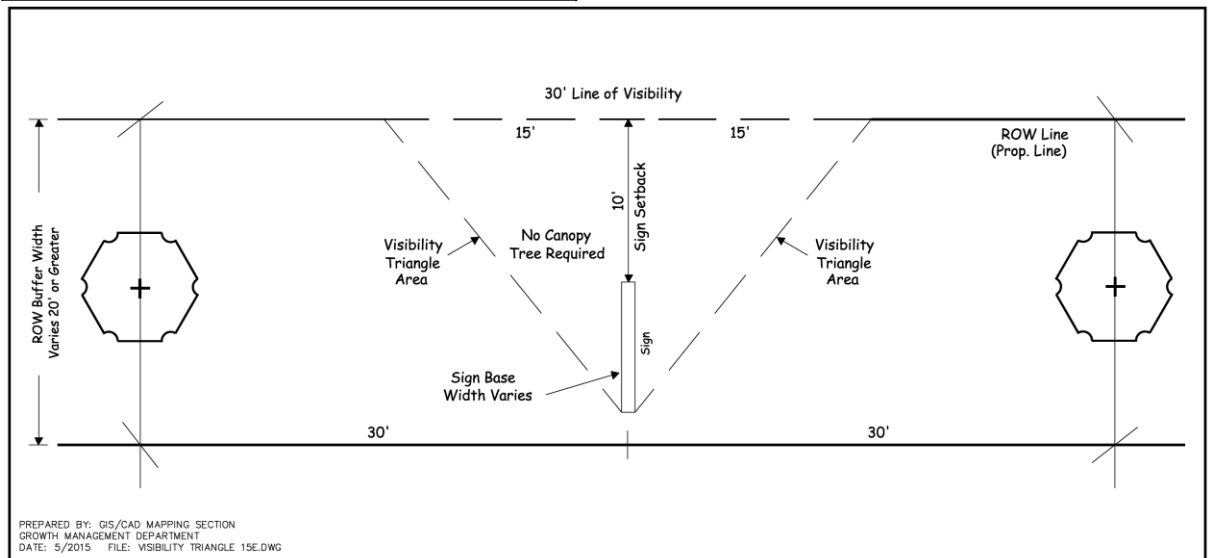 30' Line of Visibility
15'
15'
ROW Line
(Prop. Line)
ROW Buffer Width
Varies 20' or Greater
10'
Sign Setback
No Canopy
Tree Required
Visibility
Triangle
Area
Visibility
Triangle
Area
Sign
Sign Base
Width Varies
30'
30'
PREPARED BY: GIS/CAD MAPPING SECTION
GROWTH MANAGEMENT DEPARTMENT
DATE: 5/2015 FILE: VISIBILITY TRIANGLE 15E.DWG